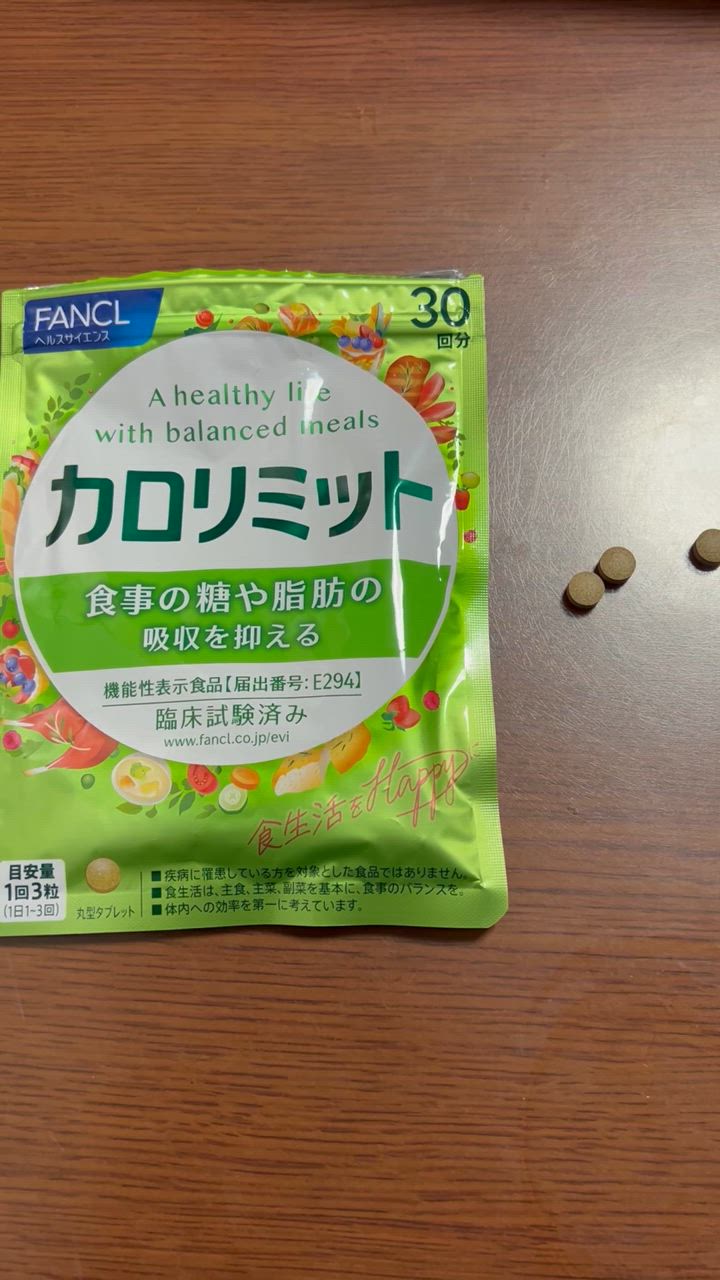 FANCL
ヘルスサイエンス
30
回分
A healthy life
with balanced meals
カロリミット
食事の糖や脂肪の
吸収を抑える
機能性表示食品【届出番号:E294】
臨床試験済み
www.fancl.co.jp/evi
食生活をHappyに
目安量
1回3粒
(1日1~3回)
丸型タブレット
■疾病に罹患している方を対象とした食品ではありません。
■食生活は、主食、主菜、副菜を基本に、食事のバランスを。
■体内への効率を第一に考えています。